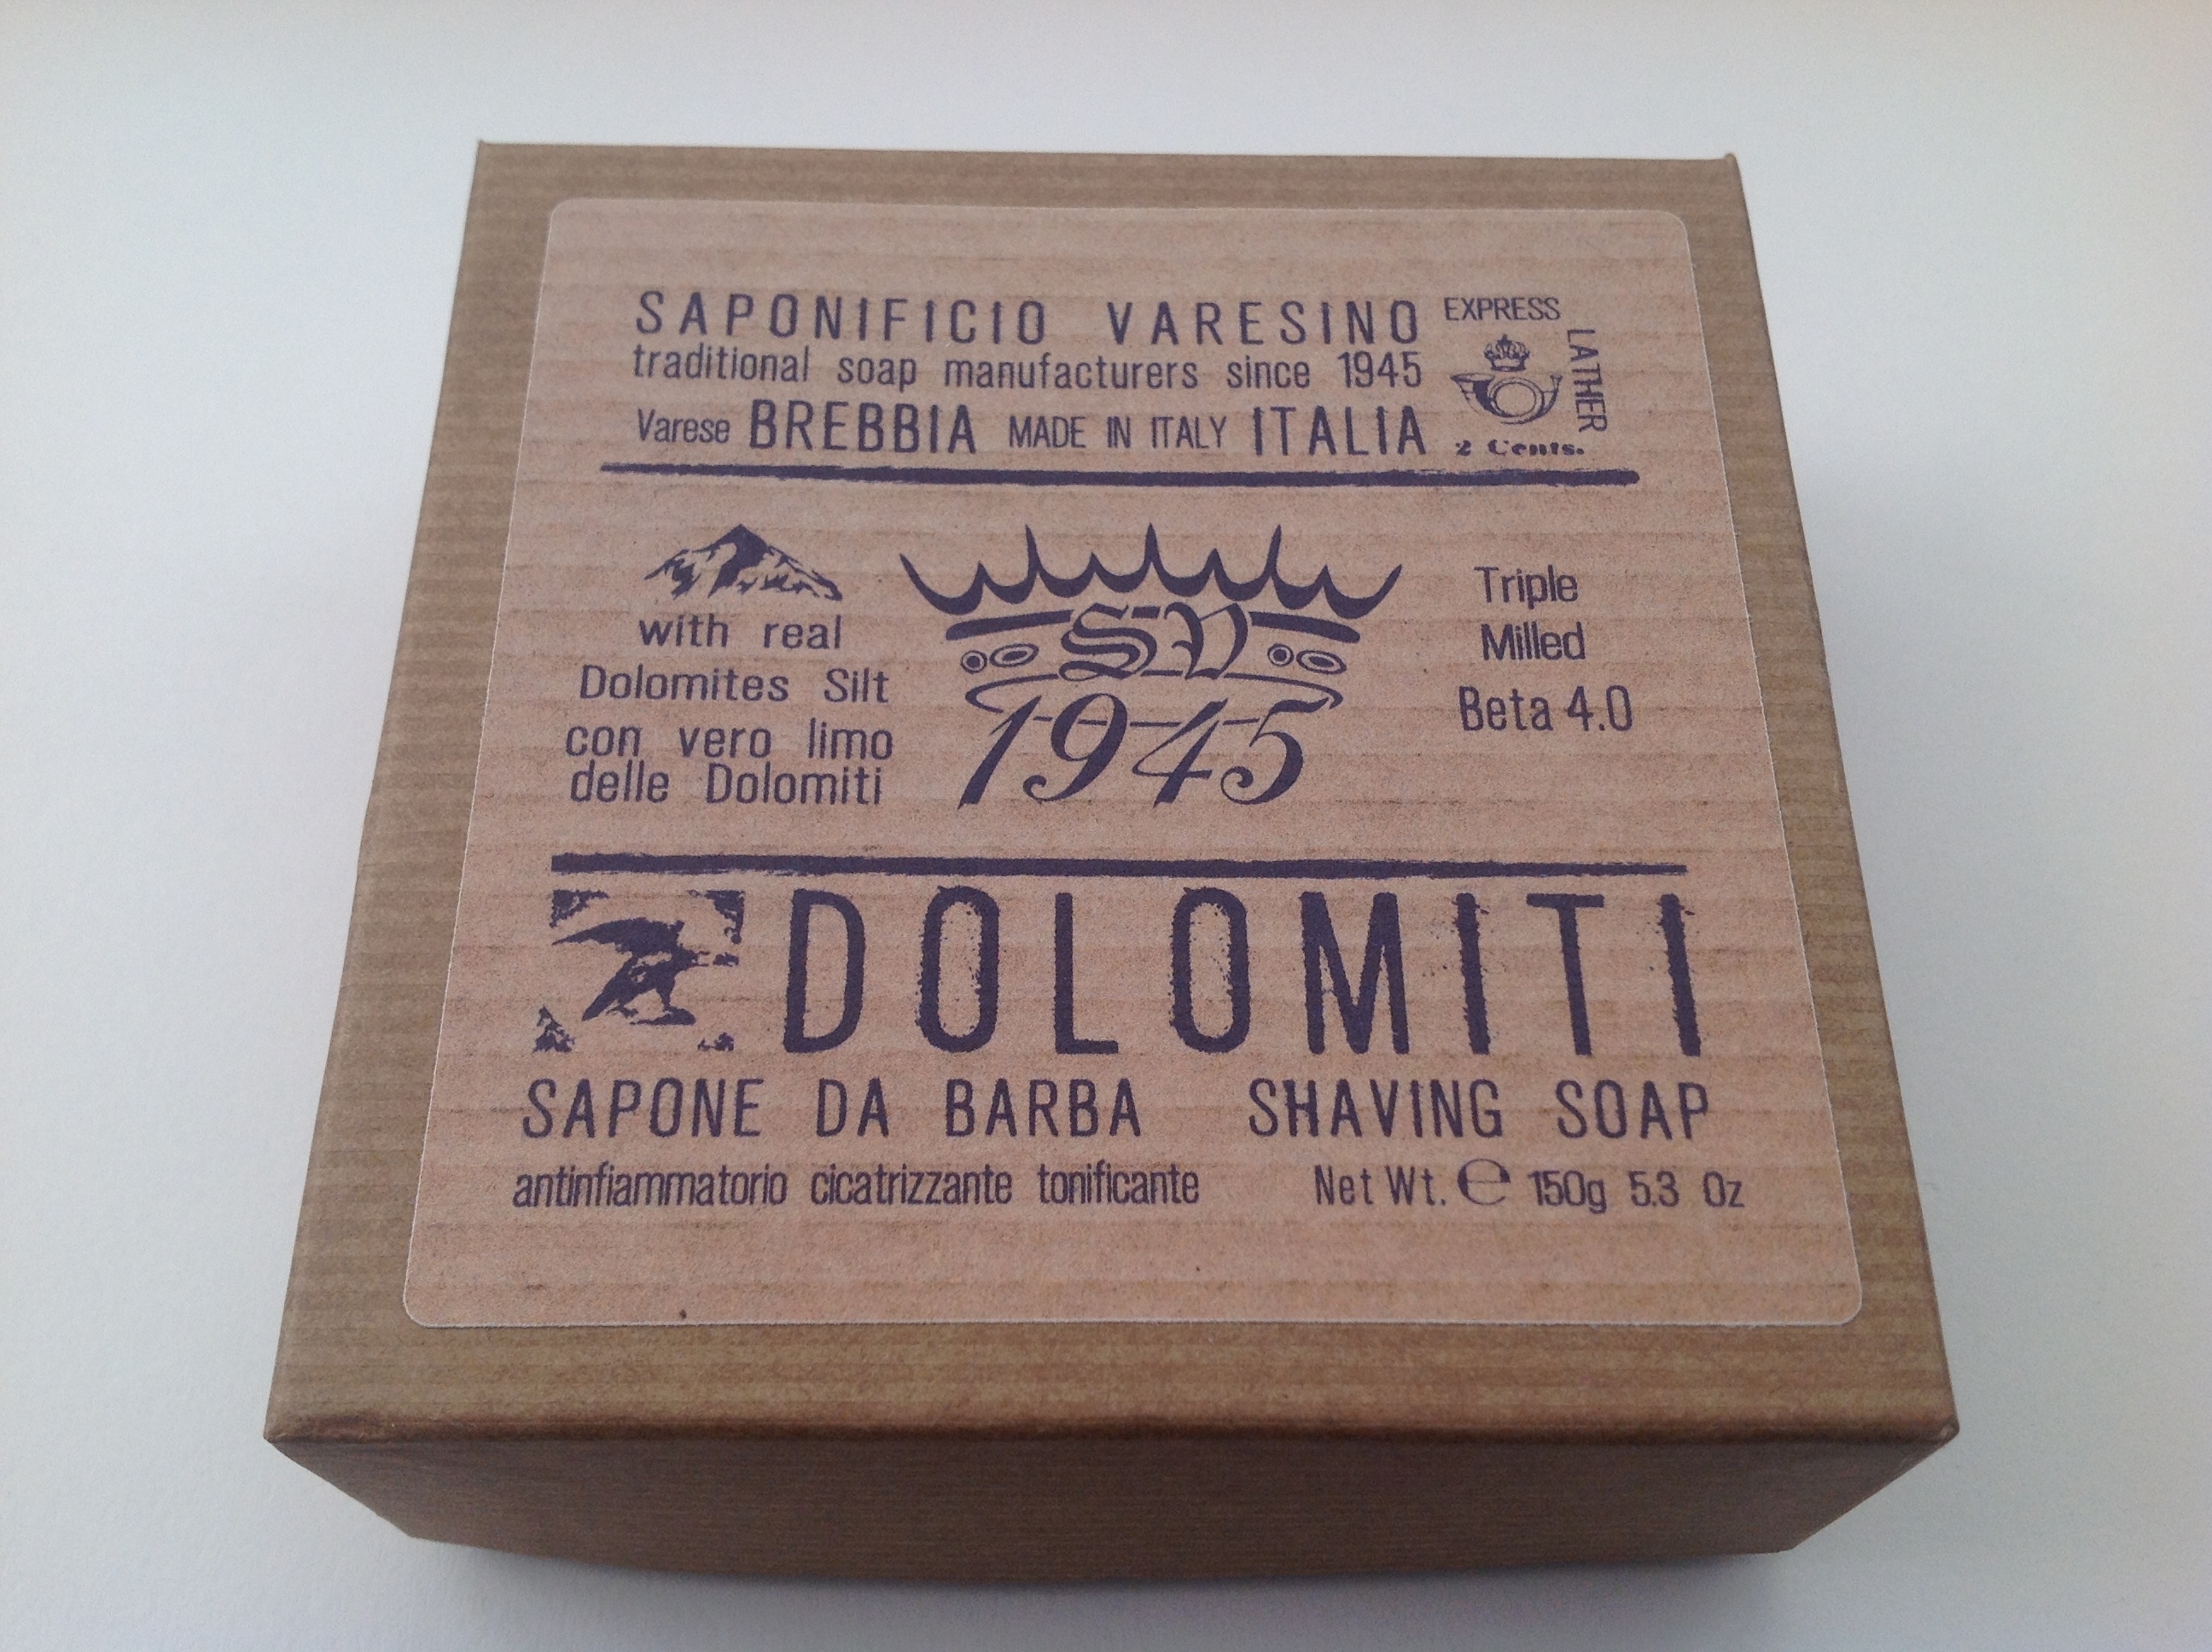 SAPONIFICIO VARESINO
traditional soap manufacturers since 1945
Varese BREBBIA MADE IN ITALY ITALIA
EXPRESS
LATHER
2 Cents.
with real
Dolomites Silt
con vero limo
delle Dolomiti
SV
1945
Triple
Milled
Beta 4.0
DOLOMITI
SAPONE DA BARBA SHAVING SOAP
antinfiammatorio cicatrizzante tonificante Net Wt. ℮ 150g 5.3 Oz